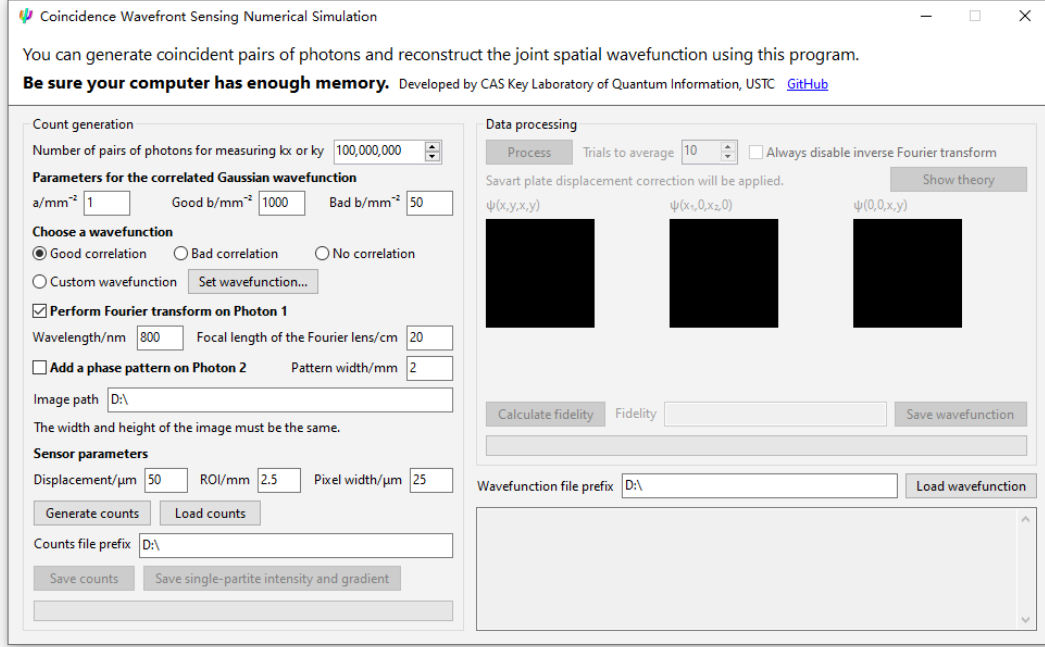 Coincidence Wavefront Sensing Numerical Simulation
You can generate coincident pairs of photons and reconstruct the joint spatial wavefunction using this program.
Be sure your computer has enough memory. Developed by CAS Key Laboratory of Quantum Information, USTC GitHub
Count generation
Number of pairs of photons for measuring kx or ky 100,000,000
Parameters for the correlated Gaussian wavefunction
a/mm⁻² 1 Good b/mm⁻² 1000 Bad b/mm⁻² 50
Choose a wavefunction
Good correlation Bad correlation No correlation
Custom wavefunction Set wavefunction...
Perform Fourier transform on Photon 1
Wavelength/nm 800 Focal length of the Fourier lens/cm 20
Add a phase pattern on Photon 2 Pattern width/mm 2
Image path D:\
The width and height of the image must be the same.
Sensor parameters
Displacement/μm 50 ROI/mm 2.5 Pixel width/μm 25
Generate counts Load counts
Counts file prefix D:\
Save counts Save single-partite intensity and gradient
Data processing
Process Trials to average 10 Always disable inverse Fourier transform
Savart plate displacement correction will be applied. Show theory
ψ(x,y,x,y) ψ(x₁,0,x₂,0) ψ(0,0,x,y)
Calculate fidelity Fidelity Save wavefunction
Wavefunction file prefix D:\ Load wavefunction